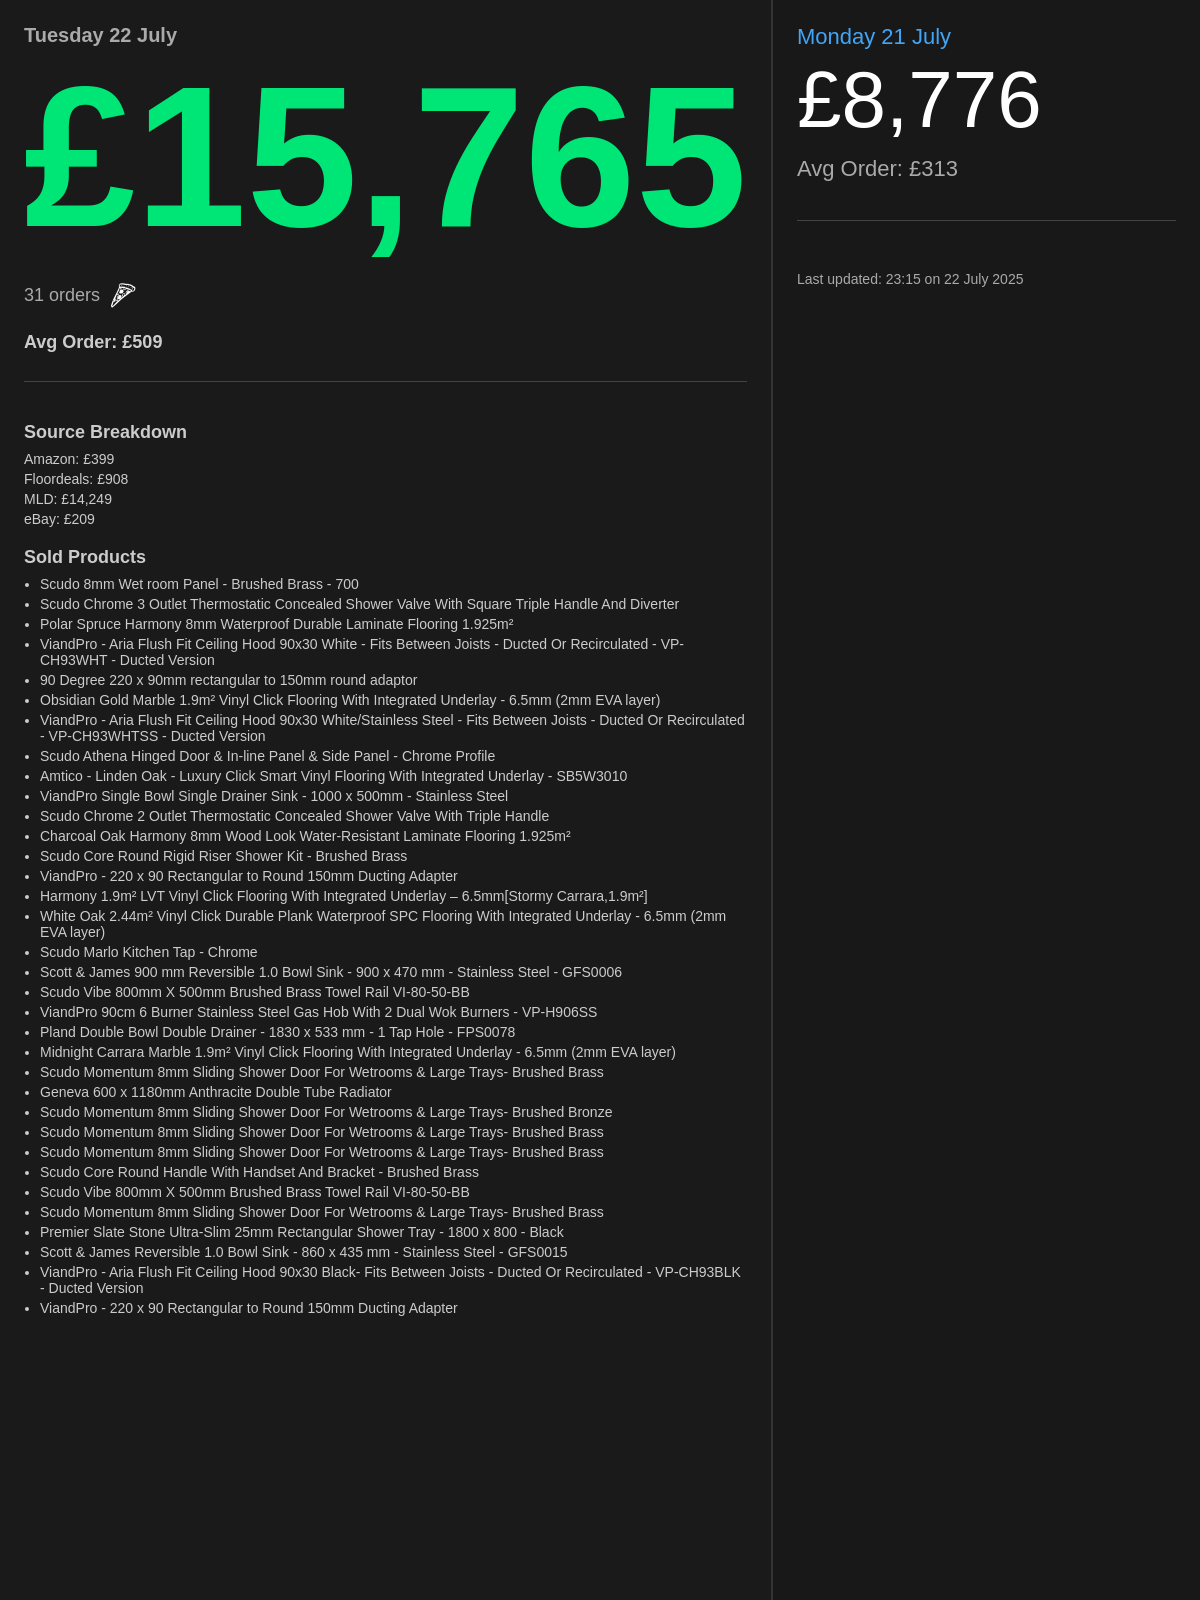 Tuesday 22 July
£15,765
31 orders
Avg Order: £509
Source Breakdown
Amazon: £399
Floordeals: £908
MLD: £14,249
eBay: £209
Sold Products
• Scudo 8mm Wet room Panel - Brushed Brass - 700
• Scudo Chrome 3 Outlet Thermostatic Concealed Shower Valve With Square Triple Handle And Diverter
• Polar Spruce Harmony 8mm Waterproof Durable Laminate Flooring 1.925m²
• ViandPro - Aria Flush Fit Ceiling Hood 90x30 White - Fits Between Joists - Ducted Or Recirculated - VP-
CH93WHT - Ducted Version
• 90 Degree 220 x 90mm rectangular to 150mm round adaptor
• Obsidian Gold Marble 1.9m² Vinyl Click Flooring With Integrated Underlay - 6.5mm (2mm EVA layer)
• ViandPro - Aria Flush Fit Ceiling Hood 90x30 White/Stainless Steel - Fits Between Joists - Ducted Or Recirculated
- VP-CH93WHTSS - Ducted Version
• Scudo Athena Hinged Door & In-line Panel & Side Panel - Chrome Profile
• Amtico - Linden Oak - Luxury Click Smart Vinyl Flooring With Integrated Underlay - SB5W3010
• ViandPro Single Bowl Single Drainer Sink - 1000 x 500mm - Stainless Steel
• Scudo Chrome 2 Outlet Thermostatic Concealed Shower Valve With Triple Handle
• Charcoal Oak Harmony 8mm Wood Look Water-Resistant Laminate Flooring 1.925m²
• Scudo Core Round Rigid Riser Shower Kit - Brushed Brass
• ViandPro - 220 x 90 Rectangular to Round 150mm Ducting Adapter
• Harmony 1.9m² LVT Vinyl Click Flooring With Integrated Underlay – 6.5mm[Stormy Carrara,1.9m²]
• White Oak 2.44m² Vinyl Click Durable Plank Waterproof SPC Flooring With Integrated Underlay - 6.5mm (2mm
EVA layer)
• Scudo Marlo Kitchen Tap - Chrome
• Scott & James 900 mm Reversible 1.0 Bowl Sink - 900 x 470 mm - Stainless Steel - GFS0006
• Scudo Vibe 800mm X 500mm Brushed Brass Towel Rail VI-80-50-BB
• ViandPro 90cm 6 Burner Stainless Steel Gas Hob With 2 Dual Wok Burners - VP-H906SS
• Pland Double Bowl Double Drainer - 1830 x 533 mm - 1 Tap Hole - FPS0078
• Midnight Carrara Marble 1.9m² Vinyl Click Flooring With Integrated Underlay - 6.5mm (2mm EVA layer)
• Scudo Momentum 8mm Sliding Shower Door For Wetrooms & Large Trays- Brushed Brass
• Geneva 600 x 1180mm Anthracite Double Tube Radiator
• Scudo Momentum 8mm Sliding Shower Door For Wetrooms & Large Trays- Brushed Bronze
• Scudo Momentum 8mm Sliding Shower Door For Wetrooms & Large Trays- Brushed Brass
• Scudo Momentum 8mm Sliding Shower Door For Wetrooms & Large Trays- Brushed Brass
• Scudo Core Round Handle With Handset And Bracket - Brushed Brass
• Scudo Vibe 800mm X 500mm Brushed Brass Towel Rail VI-80-50-BB
• Scudo Momentum 8mm Sliding Shower Door For Wetrooms & Large Trays- Brushed Brass
• Premier Slate Stone Ultra-Slim 25mm Rectangular Shower Tray - 1800 x 800 - Black
• Scott & James Reversible 1.0 Bowl Sink - 860 x 435 mm - Stainless Steel - GFS0015
• ViandPro - Aria Flush Fit Ceiling Hood 90x30 Black- Fits Between Joists - Ducted Or Recirculated - VP-CH93BLK
- Ducted Version
• ViandPro - 220 x 90 Rectangular to Round 150mm Ducting Adapter
Monday 21 July
£8,776
Avg Order: £313
Last updated: 23:15 on 22 July 2025